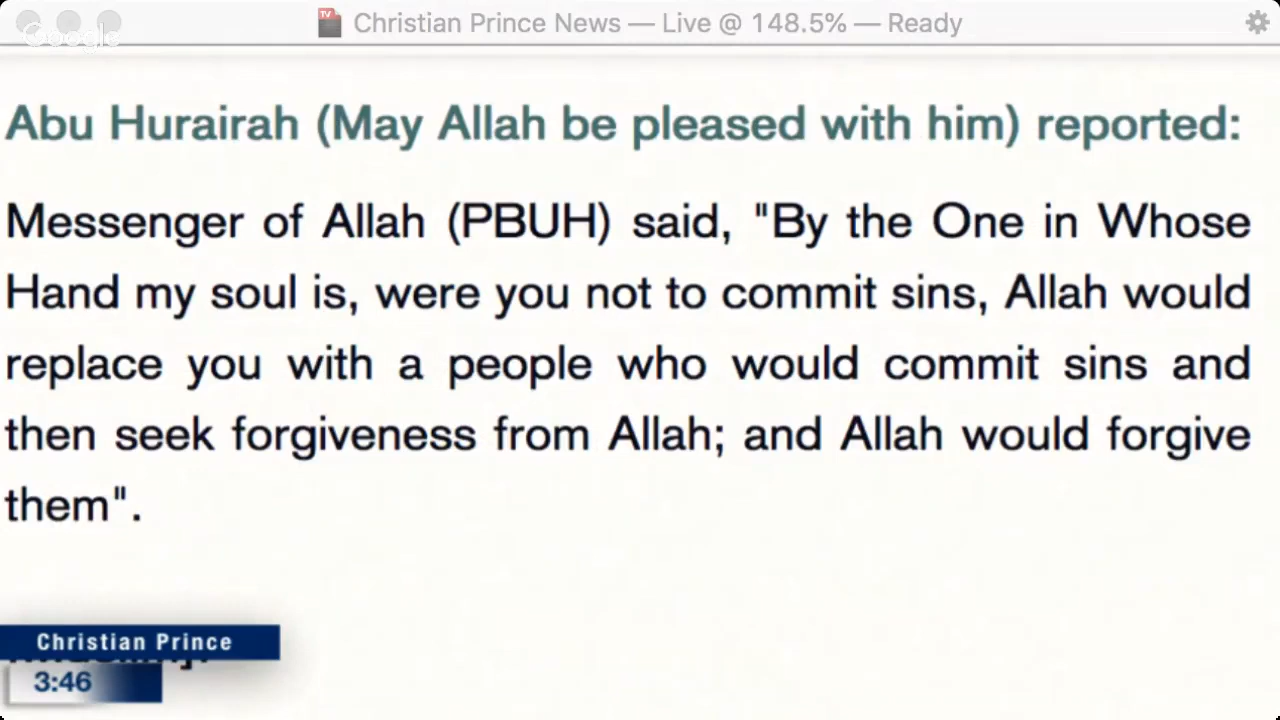 Christian Prince News — Live @ 148.5% — Ready
Google
Abu Hurairah (May Allah be pleased with him) reported:
Messenger of Allah (PBUH) said, "By the One in Whose
Hand my soul is, were you not to commit sins, Allah would
replace you with a people who would commit sins and
then seek forgiveness from Allah; and Allah would forgive
them".
Christian Prince
3:46